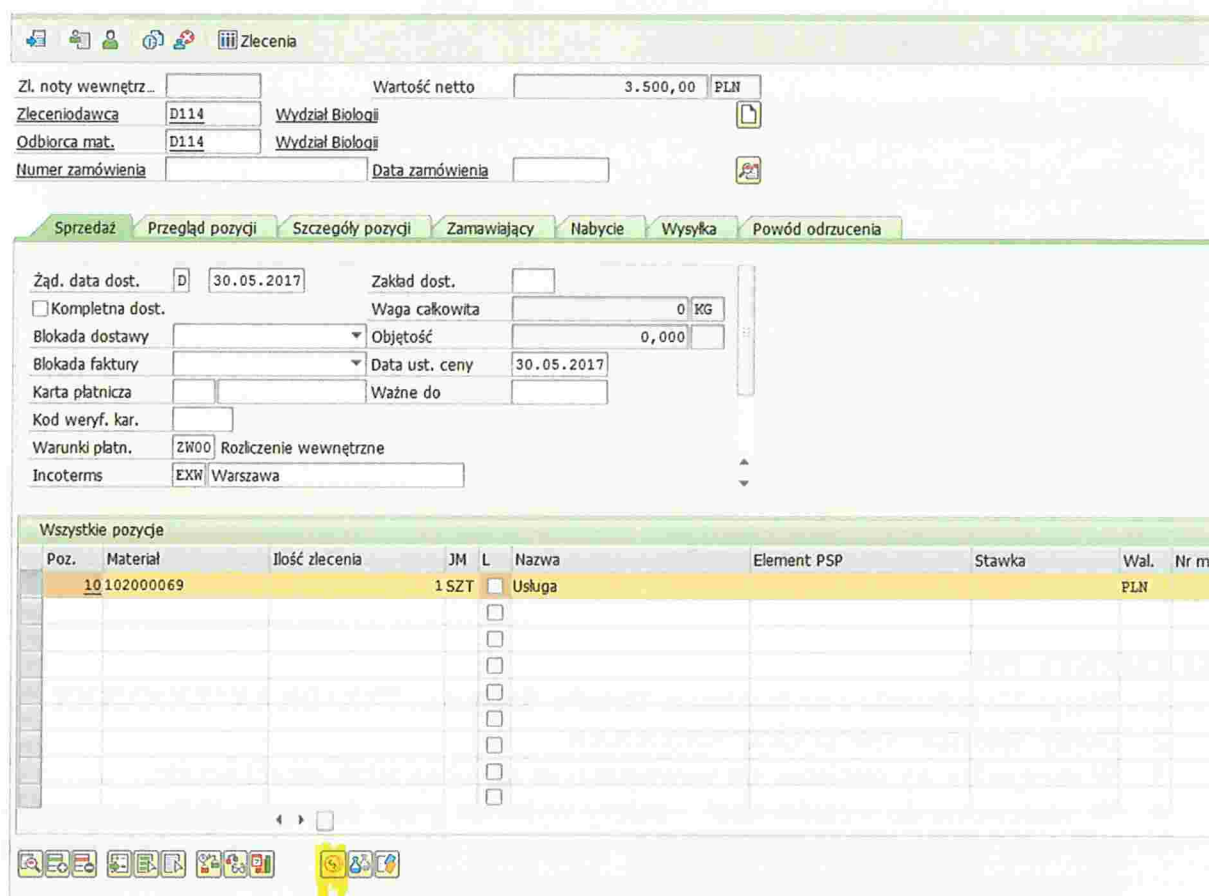 Zlecenia
Zl. noty wewnętrz… Wartość netto 3.500,00 PLN
Zleceniodawca D114 Wydział Biologii
Odbiorca mat. D114 Wydział Biologii
Numer zamówienia Data zamówienia
Sprzedaż Przegląd pozycji Szczegóły pozycji Zamawiający Nabycie Wysyłka Powód odrzucenia
Żąd. data dost. D 30.05.2017 Zakład dost.
Kompletna dost. Waga całkowita 0 KG
Blokada dostawy Objętość 0,000
Blokada faktury Data ust. ceny 30.05.2017
Karta płatnicza Ważne do
Kod weryf. kar.
Warunki płatn. ZW00 Rozliczenie wewnętrzne
Incoterms EXW Warszawa
Wszystkie pozycje
Poz. Materiał Ilość zlecenia JM L Nazwa Element PSP Stawka Wal. Nr m
10 102000069 1 SZT Usługa PLN